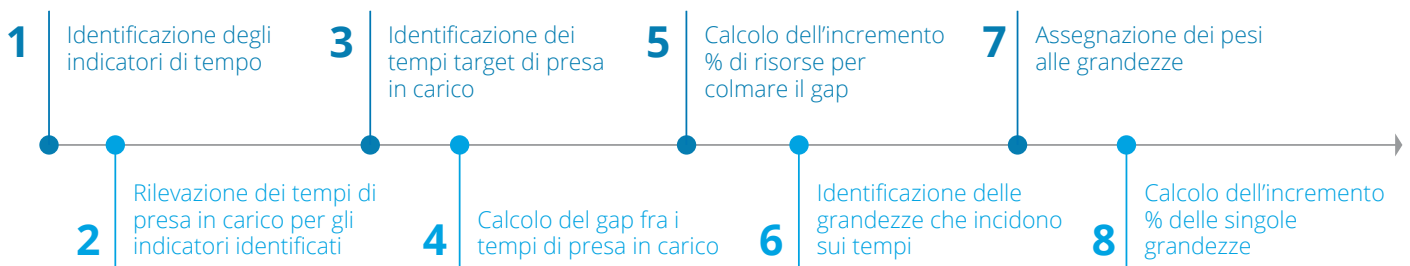 1
Identificazione degli
indicatori di tempo
2
Rilevazione dei tempi di
presa in carico per gli
indicatori identificati
3
Identificazione dei
tempi target di presa
in carico
4
Calcolo del gap fra i
tempi di presa in carico
5
Calcolo dell’incremento
% di risorse per
colmare il gap
6
Identificazione delle
grandezze che incidono
sui tempi
7
Assegnazione dei pesi
alle grandezze
8
Calcolo dell’incremento
% delle singole
grandezze